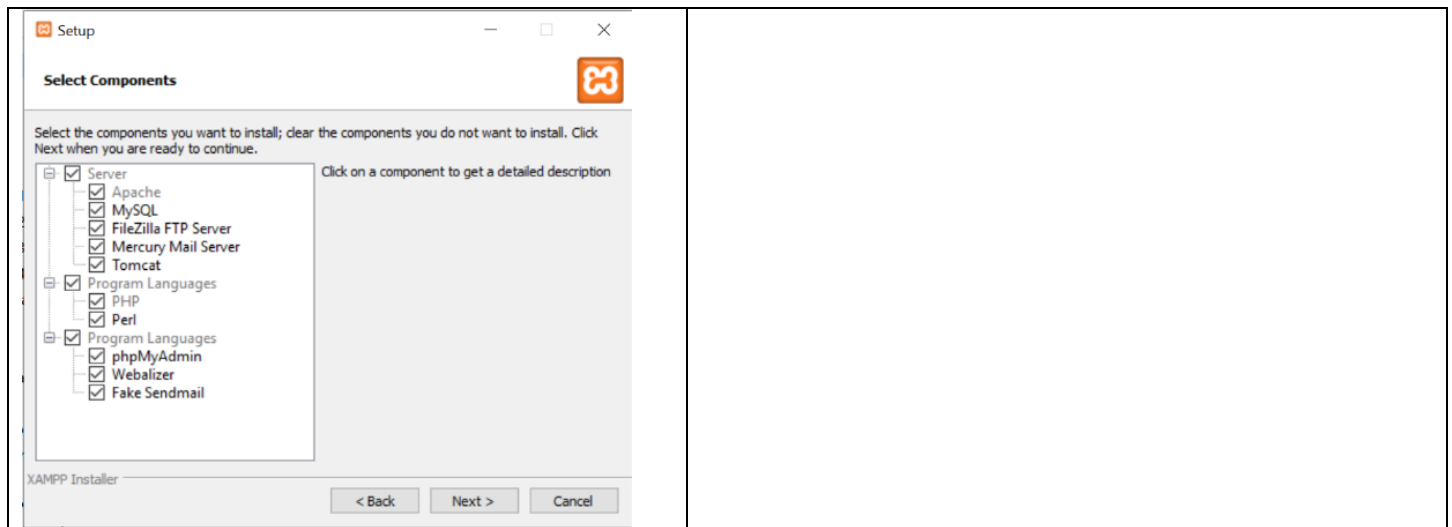 Setup
Select Components
Select the components you want to install; clear the components you do not want to install. Click
Next when you are ready to continue.
Server
Apache
MySQL
FileZilla FTP Server
Mercury Mail Server
Tomcat
Program Languages
PHP
Perl
Program Languages
phpMyAdmin
Webalizer
Fake Sendmail
Click on a component to get a detailed description
XAMPP Installer
< Back
Next >
Cancel